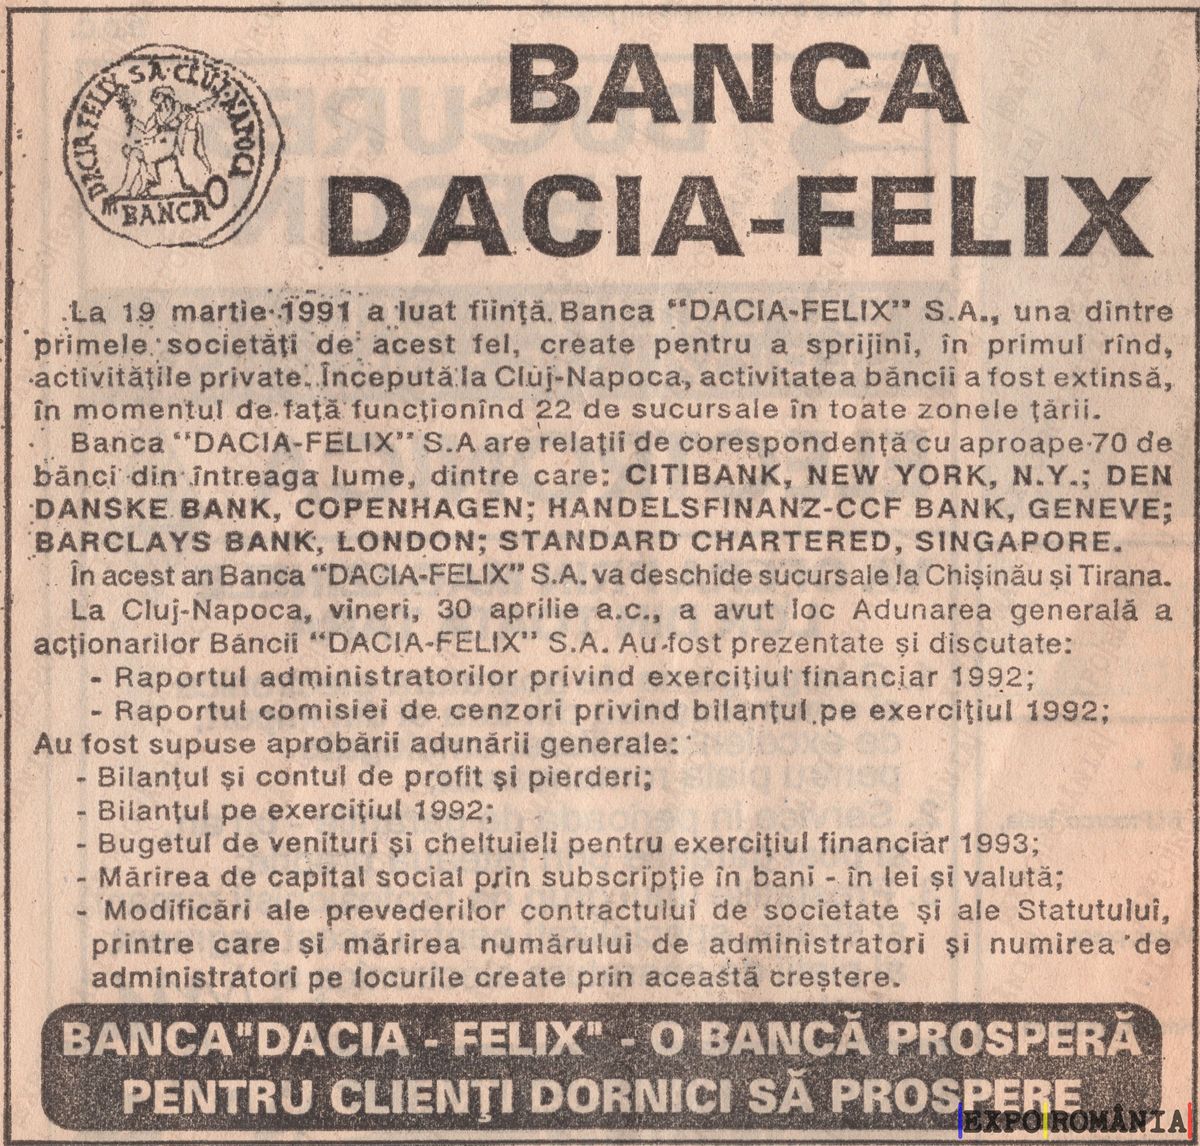 DACIA FELIX SA·CLUJ-NAPOCA
BANCA
BANCA
DACIA-FELIX
La 19 martie 1991 a luat ființă Banca "DACIA-FELIX" S.A., una dintre
primele societăți de acest fel, create pentru a sprijini, în primul rînd,
activitățile private. Începută la Cluj-Napoca, activitatea băncii a fost extinsă,
în momentul de față funcționînd 22 de sucursale în toate zonele țării.
Banca "DACIA-FELIX" S.A are relații de corespondență cu aproape 70 de
bănci din întreaga lume, dintre care: CITIBANK, NEW YORK, N.Y.; DEN
DANSKE BANK, COPENHAGEN; HANDELSFINANZ-CCF BANK, GENEVE;
BARCLAYS BANK, LONDON; STANDARD CHARTERED, SINGAPORE.
În acest an Banca "DACIA-FELIX" S.A. va deschide sucursale la Chișinău și Tirana.
La Cluj-Napoca, vineri, 30 aprilie a.c., a avut loc Adunarea generală a
acționarilor Băncii "DACIA-FELIX" S.A. Au fost prezentate și discutate:
- Raportul administratorilor privind exercițiul financiar 1992;
- Raportul comisiei de cenzori privind bilanțul pe exercițiul 1992;
Au fost supuse aprobării adunării generale:
- Bilanțul și contul de profit și pierderi;
- Bilanțul pe exercițiul 1992;
- Bugetul de venituri și cheltuieli pentru exercițiul financiar 1993;
- Mărirea de capital social prin subscripție în bani - în lei și valută;
- Modificări ale prevederilor contractului de societate și ale Statutului,
printre care și mărirea numărului de administratori și numirea de
administratori pe locurile create prin această creștere.
BANCA "DACIA - FELIX" - O BANCĂ PROSPERĂ
PENTRU CLIENȚI DORNICI SĂ PROSPERE
EXPO ROMÂNIA